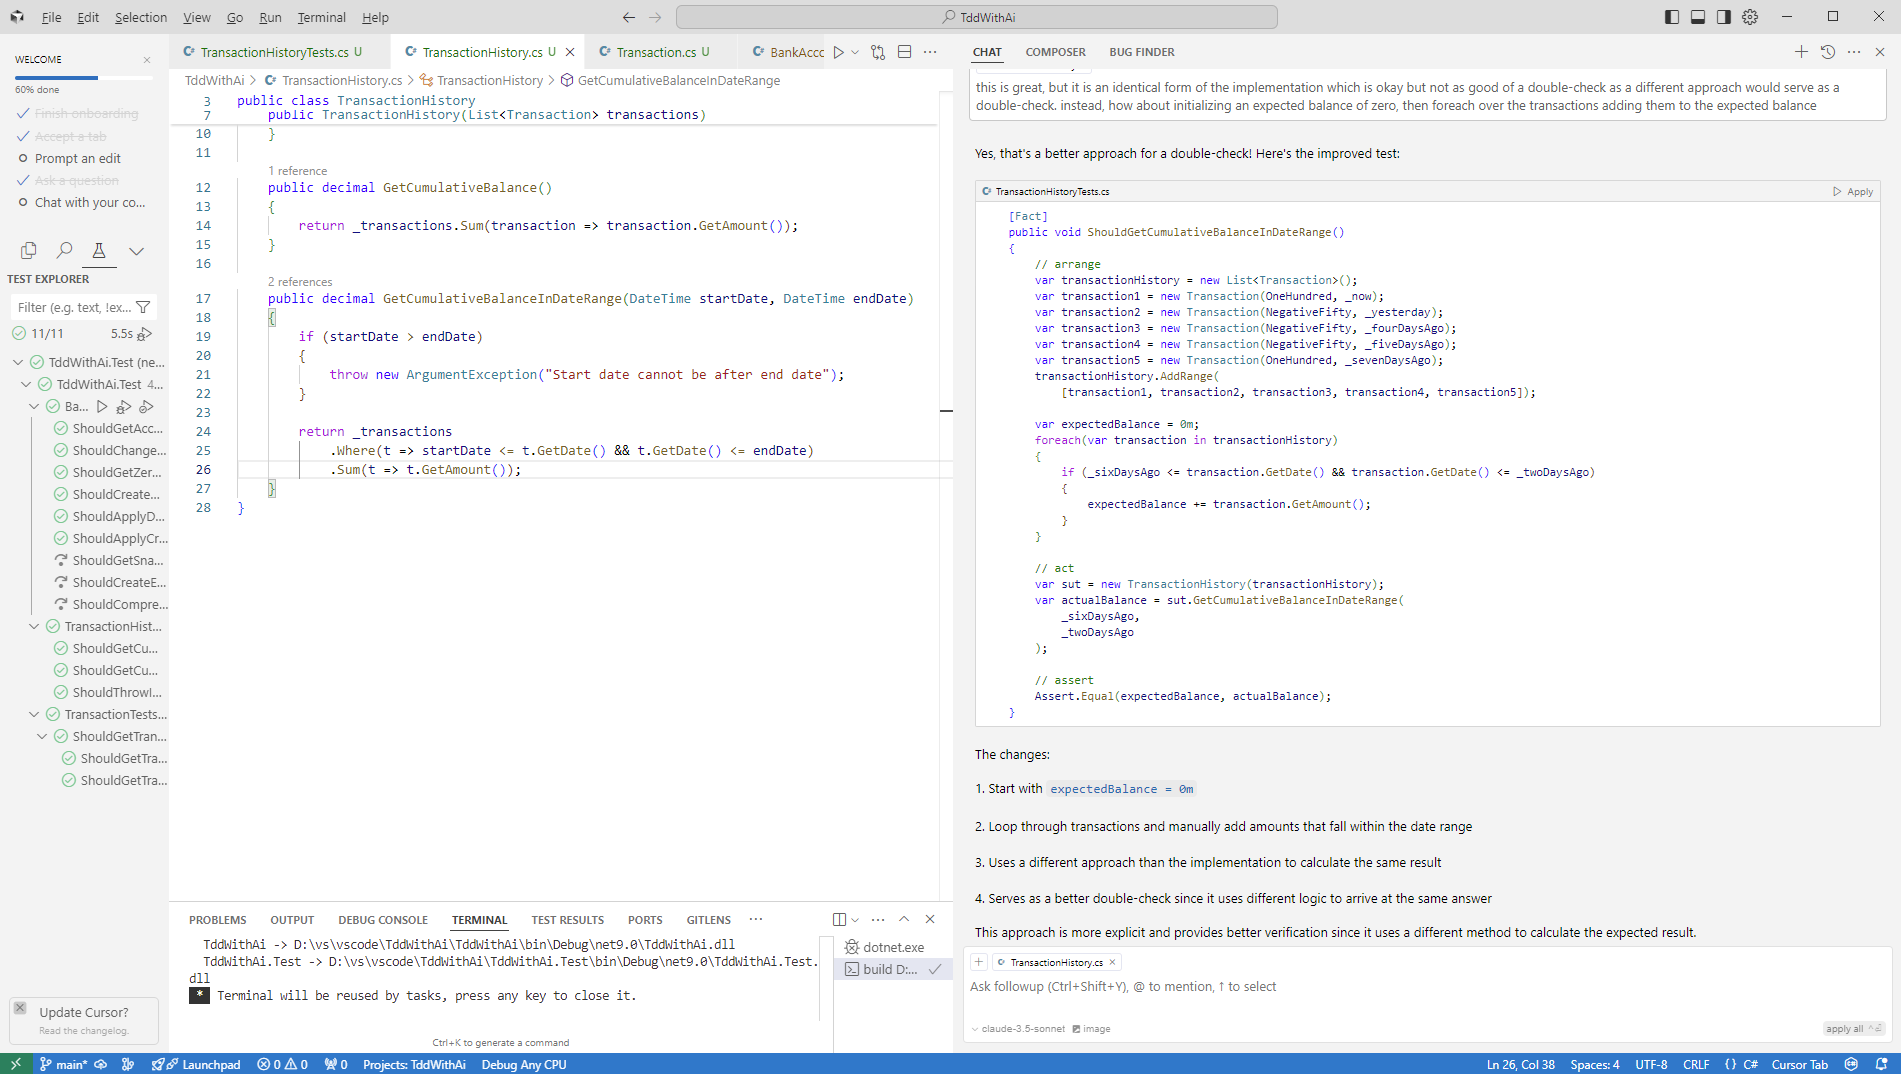 File Edit Selection View Go Run Terminal Help
TddWithAi
WELCOME
60% done
Finish onboarding
Accept a tab
Prompt an edit
Ask a question
Chat with your co...
TEST EXPLORER
Filter (e.g. text, !ex...
11/11 5.5s
TddWithAi.Test (ne...
TddWithAi.Test 4...
Ba...
ShouldGetAcc...
ShouldChange...
ShouldGetZer...
ShouldCreate...
ShouldApplyD...
ShouldApplyCr...
ShouldGetSna...
ShouldCreateE...
ShouldCompre...
TransactionHist...
ShouldGetCu...
ShouldGetCu...
ShouldThrowI...
TransactionTests...
ShouldGetTran...
ShouldGetTra...
ShouldGetTra...
Update Cursor?
Read the changelog.
TransactionHistoryTests.cs U TransactionHistory.cs U Transaction.cs U BankAcco
TddWithAi > TransactionHistory.cs > TransactionHistory > GetCumulativeBalanceInDateRange
3 public class TransactionHistory
7 public TransactionHistory(List<Transaction> transactions)
10 }
11
1 reference
12 public decimal GetCumulativeBalance()
13 {
14 return _transactions.Sum(transaction => transaction.GetAmount());
15 }
16
2 references
17 public decimal GetCumulativeBalanceInDateRange(DateTime startDate, DateTime endDate)
18 {
19 if (startDate > endDate)
20 {
21 throw new ArgumentException("Start date cannot be after end date");
22 }
23
24 return _transactions
25 .Where(t => startDate <= t.GetDate() && t.GetDate() <= endDate)
26 .Sum(t => t.GetAmount());
27 }
28 }
PROBLEMS OUTPUT DEBUG CONSOLE TERMINAL TEST RESULTS PORTS GITLENS
TddWithAi -> D:\vs\vscode\TddWithAi\TddWithAi\bin\Debug\net9.0\TddWithAi.dll
TddWithAi.Test -> D:\vs\vscode\TddWithAi\TddWithAi.Test\bin\Debug\net9.0\TddWithAi.Test.
dll
* Terminal will be reused by tasks, press any key to close it.
Ctrl+K to generate a command
dotnet.exe
build D:...
CHAT COMPOSER BUG FINDER
this is great, but it is an identical form of the implementation which is okay but not as good of a double-check as a different approach would serve as a
double-check. instead, how about initializing an expected balance of zero, then foreach over the transactions adding them to the expected balance
Yes, that's a better approach for a double-check! Here's the improved test:
TransactionHistoryTests.cs Apply
[Fact]
public void ShouldGetCumulativeBalanceInDateRange()
{
// arrange
var transactionHistory = new List<Transaction>();
var transaction1 = new Transaction(OneHundred, _now);
var transaction2 = new Transaction(NegativeFifty, _yesterday);
var transaction3 = new Transaction(NegativeFifty, _fourDaysAgo);
var transaction4 = new Transaction(NegativeFifty, _fiveDaysAgo);
var transaction5 = new Transaction(OneHundred, _sevenDaysAgo);
transactionHistory.AddRange(
[transaction1, transaction2, transaction3, transaction4, transaction5]);
var expectedBalance = 0m;
foreach(var transaction in transactionHistory)
{
if (_sixDaysAgo <= transaction.GetDate() && transaction.GetDate() <= _twoDaysAgo)
{
expectedBalance += transaction.GetAmount();
}
}
// act
var sut = new TransactionHistory(transactionHistory);
var actualBalance = sut.GetCumulativeBalanceInDateRange(
_sixDaysAgo,
_twoDaysAgo
);
// assert
Assert.Equal(expectedBalance, actualBalance);
}
The changes:
1. Start with expectedBalance = 0m
2. Loop through transactions and manually add amounts that fall within the date range
3. Uses a different approach than the implementation to calculate the same result
4. Serves as a better double-check since it uses different logic to arrive at the same answer
This approach is more explicit and provides better verification since it uses a different method to calculate the expected result.
TransactionHistory.cs
Ask followup (Ctrl+Shift+Y), @ to mention, ↑ to select
claude-3.5-sonnet image apply all
main* Launchpad 0 0 0 Projects: TddWithAi Debug Any CPU Ln 26, Col 38 Spaces: 4 UTF-8 CRLF {} C# Cursor Tab